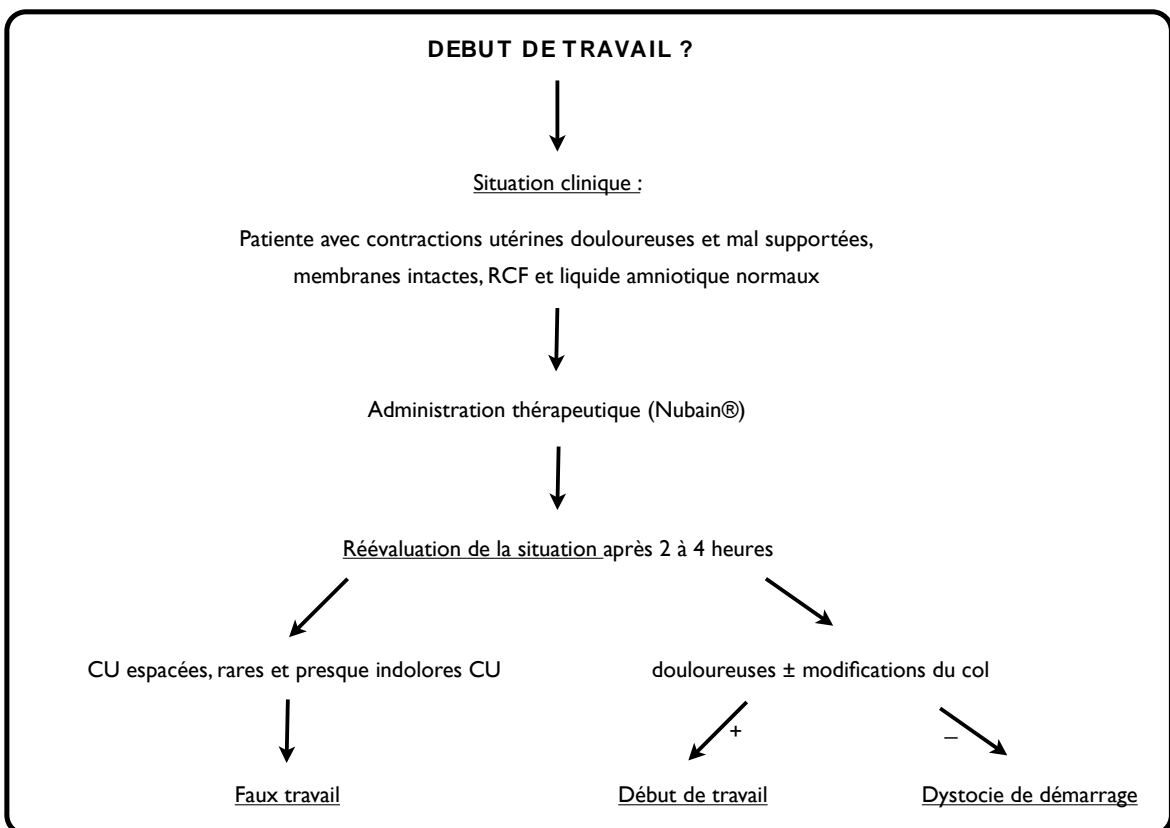 DEBUT DE TRAVAIL ?
Situation clinique :
Patiente avec contractions utérines douloureuses et mal supportées,
membranes intactes, RCF et liquide amniotique normaux
Administration thérapeutique (Nubain®)
Réévaluation de la situation après 2 à 4 heures
CU espacées, rares et presque indolores CU
douloureuses ± modifications du col
+
–
Faux travail
Début de travail
Dystocie de démarrage